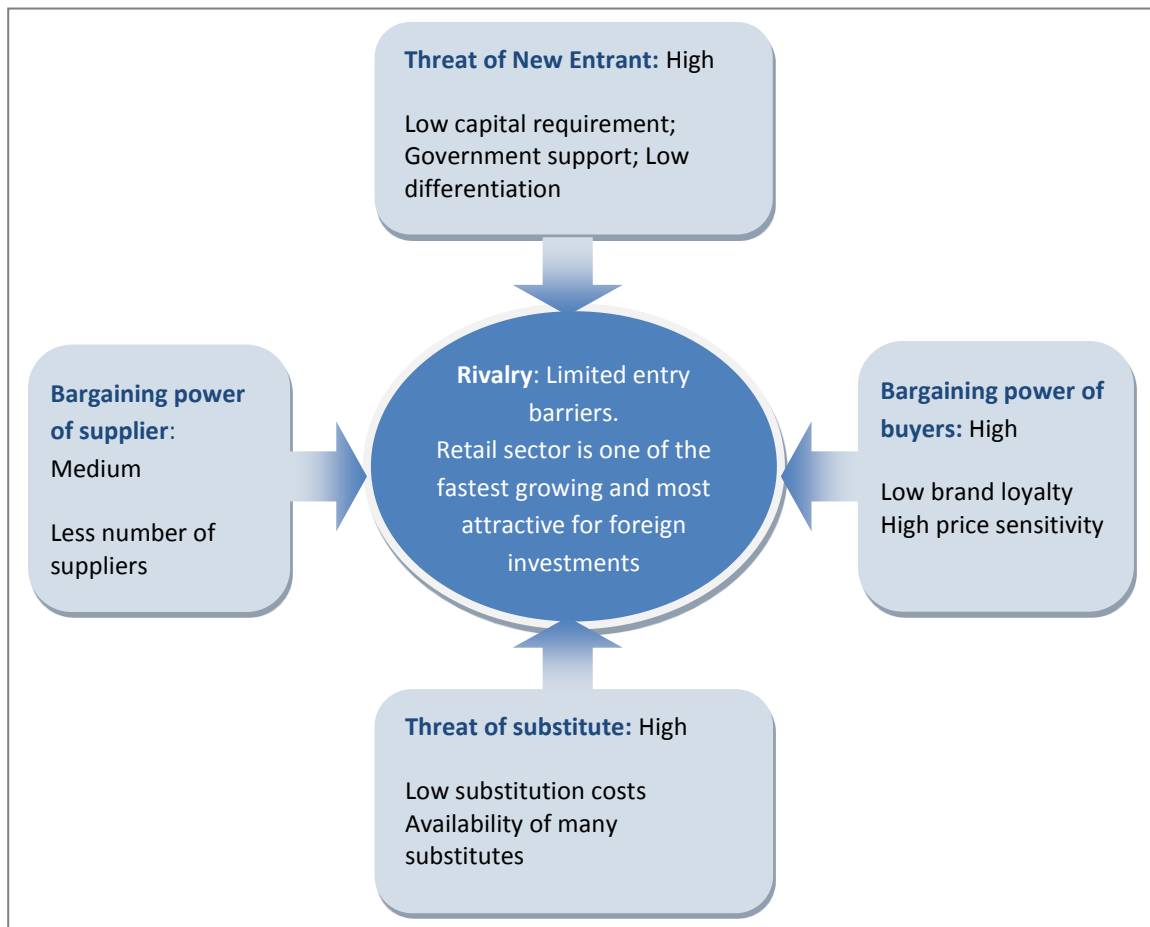 Threat of New Entrant: High
Low capital requirement;
Government support; Low
differentiation
Bargaining power
of supplier:
Medium
Less number of
suppliers
Rivalry: Limited entry
barriers.
Retail sector is one of the
fastest growing and most
attractive for foreign
investments
Bargaining power of
buyers: High
Low brand loyalty
High price sensitivity
Threat of substitute: High
Low substitution costs
Availability of many
substitutes